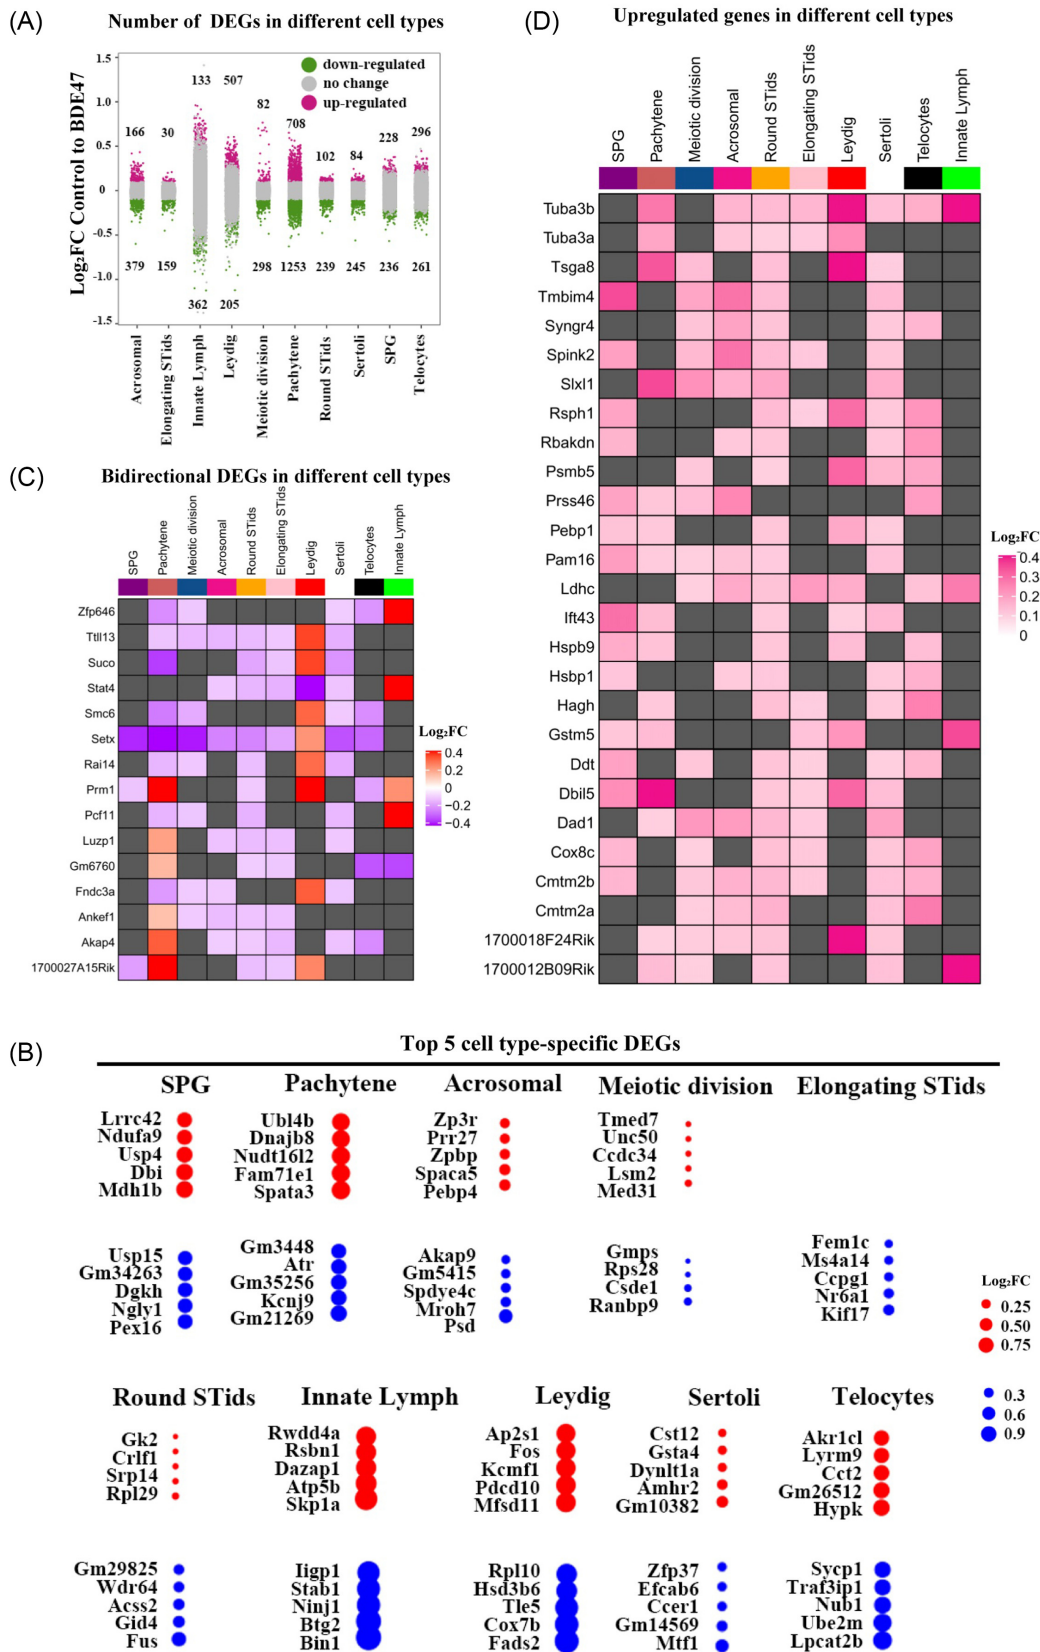 (A)
Number of DEGs in different cell types
Log₂FC Control to BDE47
1.5
1.0
0.5
0
-0.5
-1.0
-1.5
down-regulated
no change
up-regulated
166
30
133
507
82
708
102
84
228
296
379
159
362
205
298
1253
239
245
236
261
Acrosomal
Elongating STids
Innate Lymph
Leydig
Meiotic division
Pachytene
Round STids
Sertoli
SPG
Telocytes
(D)
Upregulated genes in different cell types
SPG
Pachytene
Meiotic division
Acrosomal
Round STids
Elongating STids
Leydig
Sertoli
Telocytes
Innate Lymph
Tuba3b
Tuba3a
Tsga8
Tmbim4
Syngr4
Spink2
Slxl1
Rsph1
Rbakdn
Psmb5
Prss46
Pebp1
Pam16
Ldhc
Ift43
Hspb9
Hsbp1
Hagh
Gstm5
Ddt
Dbil5
Dad1
Cox8c
Cmtm2b
Cmtm2a
1700018F24Rik
1700012B09Rik
Log₂FC
0.4
0.3
0.2
0.1
0
(C)
Bidirectional DEGs in different cell types
SPG
Pachytene
Meiotic division
Acrosomal
Round STids
Elongating STids
Leydig
Sertoli
Telocytes
Innate Lymph
Zfp646
Ttll13
Suco
Stat4
Smc6
Setx
Rai14
Prm1
Pcf11
Luzp1
Gm6760
Fndc3a
Ankef1
Akap4
1700027A15Rik
Log₂FC
0.4
0.2
0.0
−0.2
−0.4
(B)
Top 5 cell type-specific DEGs
SPG
Lrrc42
Ndufa9
Usp4
Dbi
Mdh1b
Usp15
Gm34263
Dgkh
Ngly1
Pex16
Pachytene
Ubl4b
Dnajb8
Nudt16l2
Fam71e1
Spata3
Gm3448
Atr
Gm35256
Kcnj9
Gm21269
Acrosomal
Zp3r
Prr27
Zpbp
Spaca5
Pebp4
Akap9
Gm5415
Spdye4c
Mroh7
Psd
Meiotic division
Tmed7
Unc50
Ccdc34
Lsm2
Med31
Gmps
Rps28
Csde1
Ranbp9
Elongating STids
Fem1c
Ms4a14
Ccpg1
Nr6a1
Kif17
Log₂FC
0.25
0.50
0.75
0.3
0.6
0.9
Round STids
Gk2
Crlf1
Srp14
Rpl29
Gm29825
Wdr64
Acss2
Gid4
Fus
Innate Lymph
Rwdd4a
Rsbn1
Dazap1
Atp5b
Skp1a
Iigp1
Stab1
Ninj1
Btg2
Bin1
Leydig
Ap2s1
Fos
Kcmf1
Pdcd10
Mfsd11
Rpl10
Hsd3b6
Tle5
Cox7b
Fads2
Sertoli
Cst12
Gsta4
Dynlt1a
Amhr2
Gm10382
Zfp37
Efcab6
Ccer1
Gm14569
Mtf1
Telocytes
Akr1cl
Lyrm9
Cct2
Gm26512
Hypk
Sycp1
Traf3ip1
Nub1
Ube2m
Lpcat2b